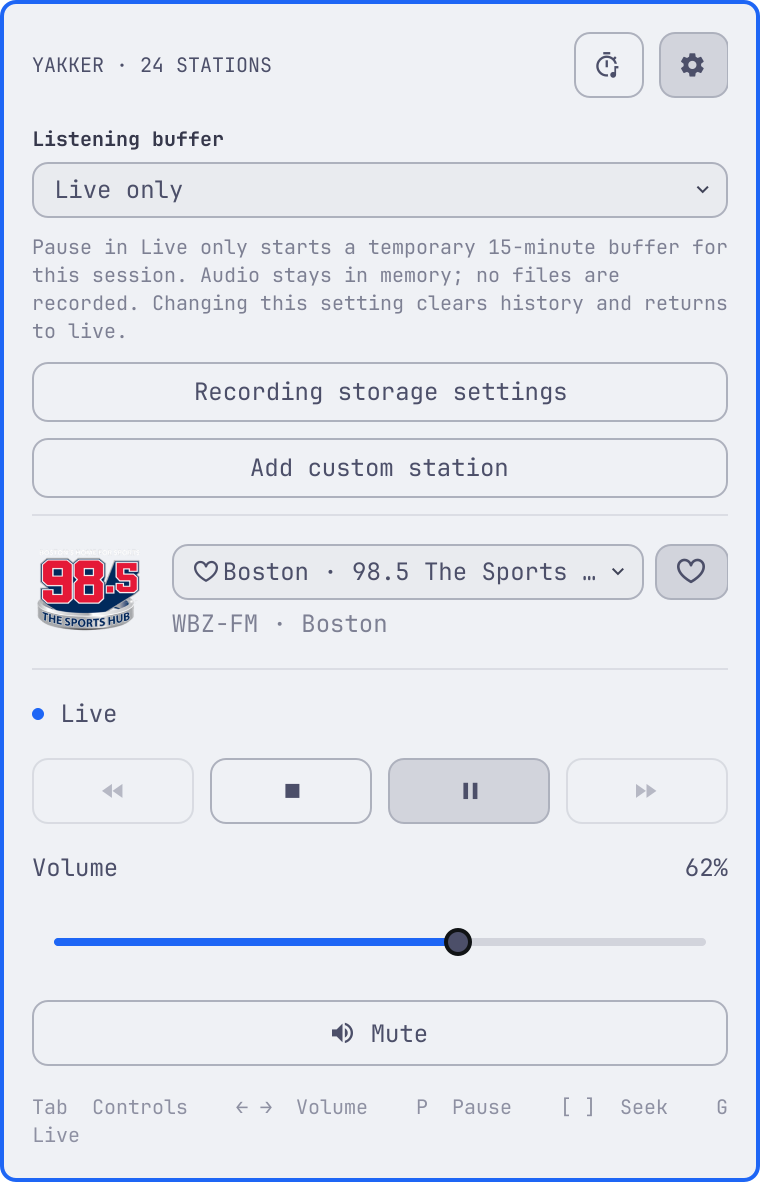 YAKKER · 24 STATIONS
Listening buffer
Live only
Pause in Live only starts a temporary 15-minute buffer for
this session. Audio stays in memory; no files are
recorded. Changing this setting clears history and returns
to live.
Recording storage settings
Add custom station
98.5
THE SPORTS HUB
Boston · 98.5 The Sports …
WBZ-FM · Boston
Live
Volume 62%
Mute
Tab Controls ← → Volume P Pause [ ] Seek G
Live